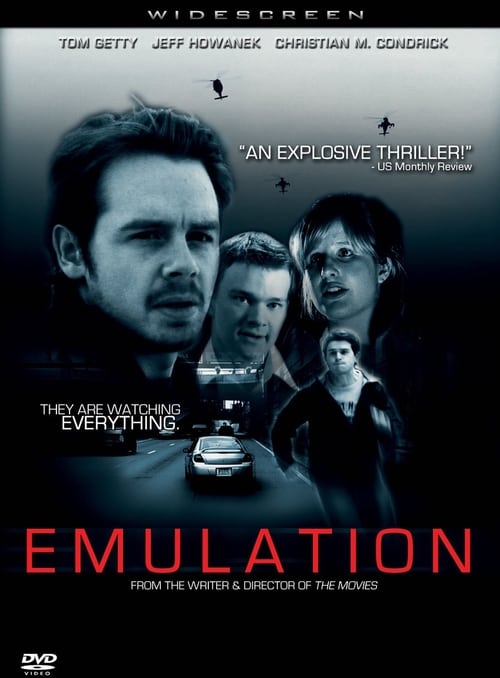 WIDESCREEN
TOM GETTY JEFF HOWANEK CHRISTIAN M. CONDRICK
"AN EXPLOSIVE THRILLER!"
- US Monthly Review
THEY ARE WATCHING
EVERYTHING.
EMULATION
FROM THE WRITER & DIRECTOR OF THE MOVIES
DVD
VIDEO